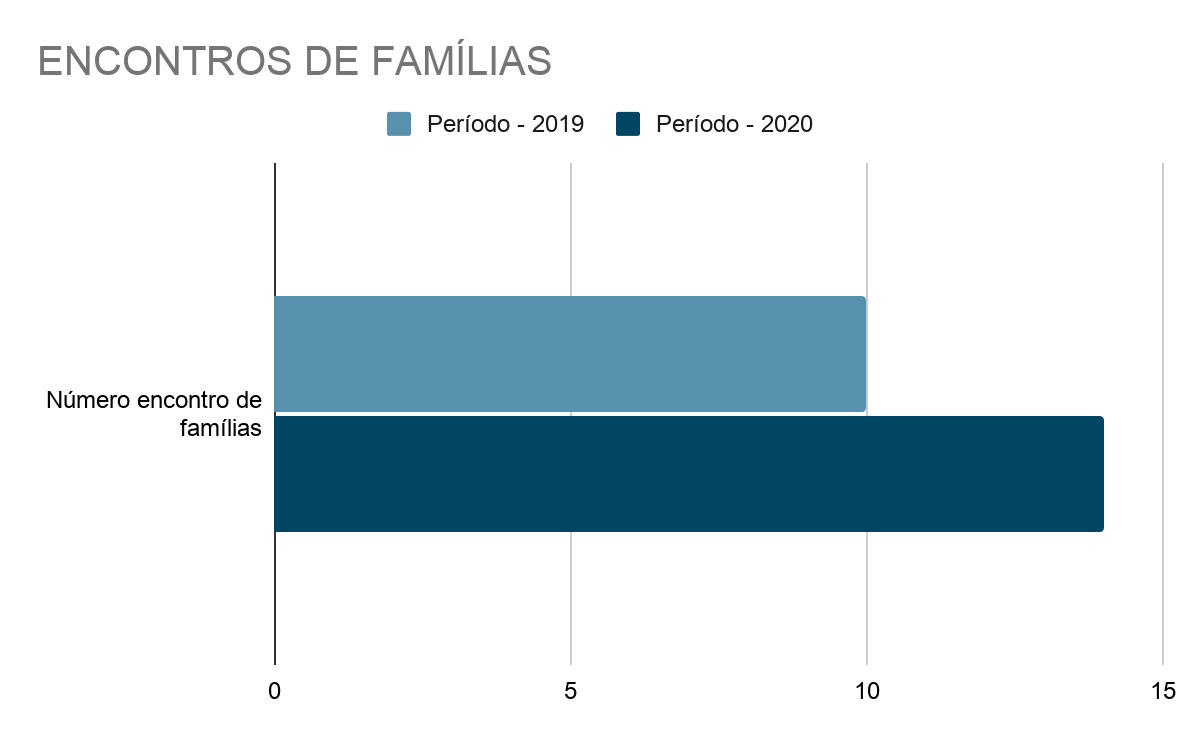 ENCONTROS DE FAMÍLIAS
Período - 2019 Período - 2020
Número encontro de
famílias
0 5 10 15